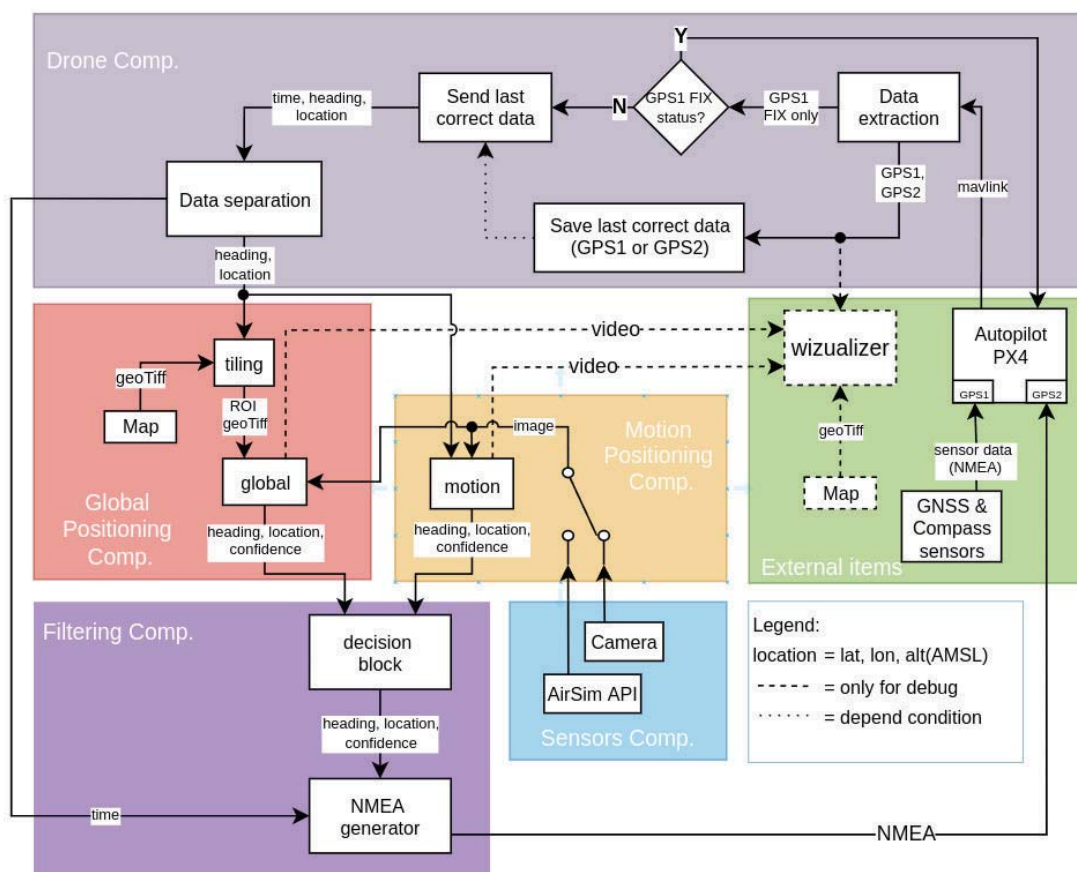 Drone Comp.
Y
time, heading,
location
Send last
correct data
N
GPS1 FIX
status?
GPS1
FIX only
Data
extraction
Data separation
GPS1,
GPS2
mavlink
Save last correct data
(GPS1 or GPS2)
heading,
location
video
video
tiling
geoTiff
Map
ROI
geoTiff
global
Global
Positioning
Comp.
heading, location,
confidence
image
Motion
Positioning
Comp.
motion
heading, location,
confidence
wizualizer
geoTiff
Map
Autopilot
PX4
GPS1
GPS2
sensor data
(NMEA)
GNSS &
Compass
sensors
External items
Filtering Comp.
decision
block
heading, location,
confidence
time
NMEA
generator
NMEA
Camera
AirSim API
Sensors Comp.
Legend:
location = lat, lon, alt(AMSL)
= only for debug
= depend condition